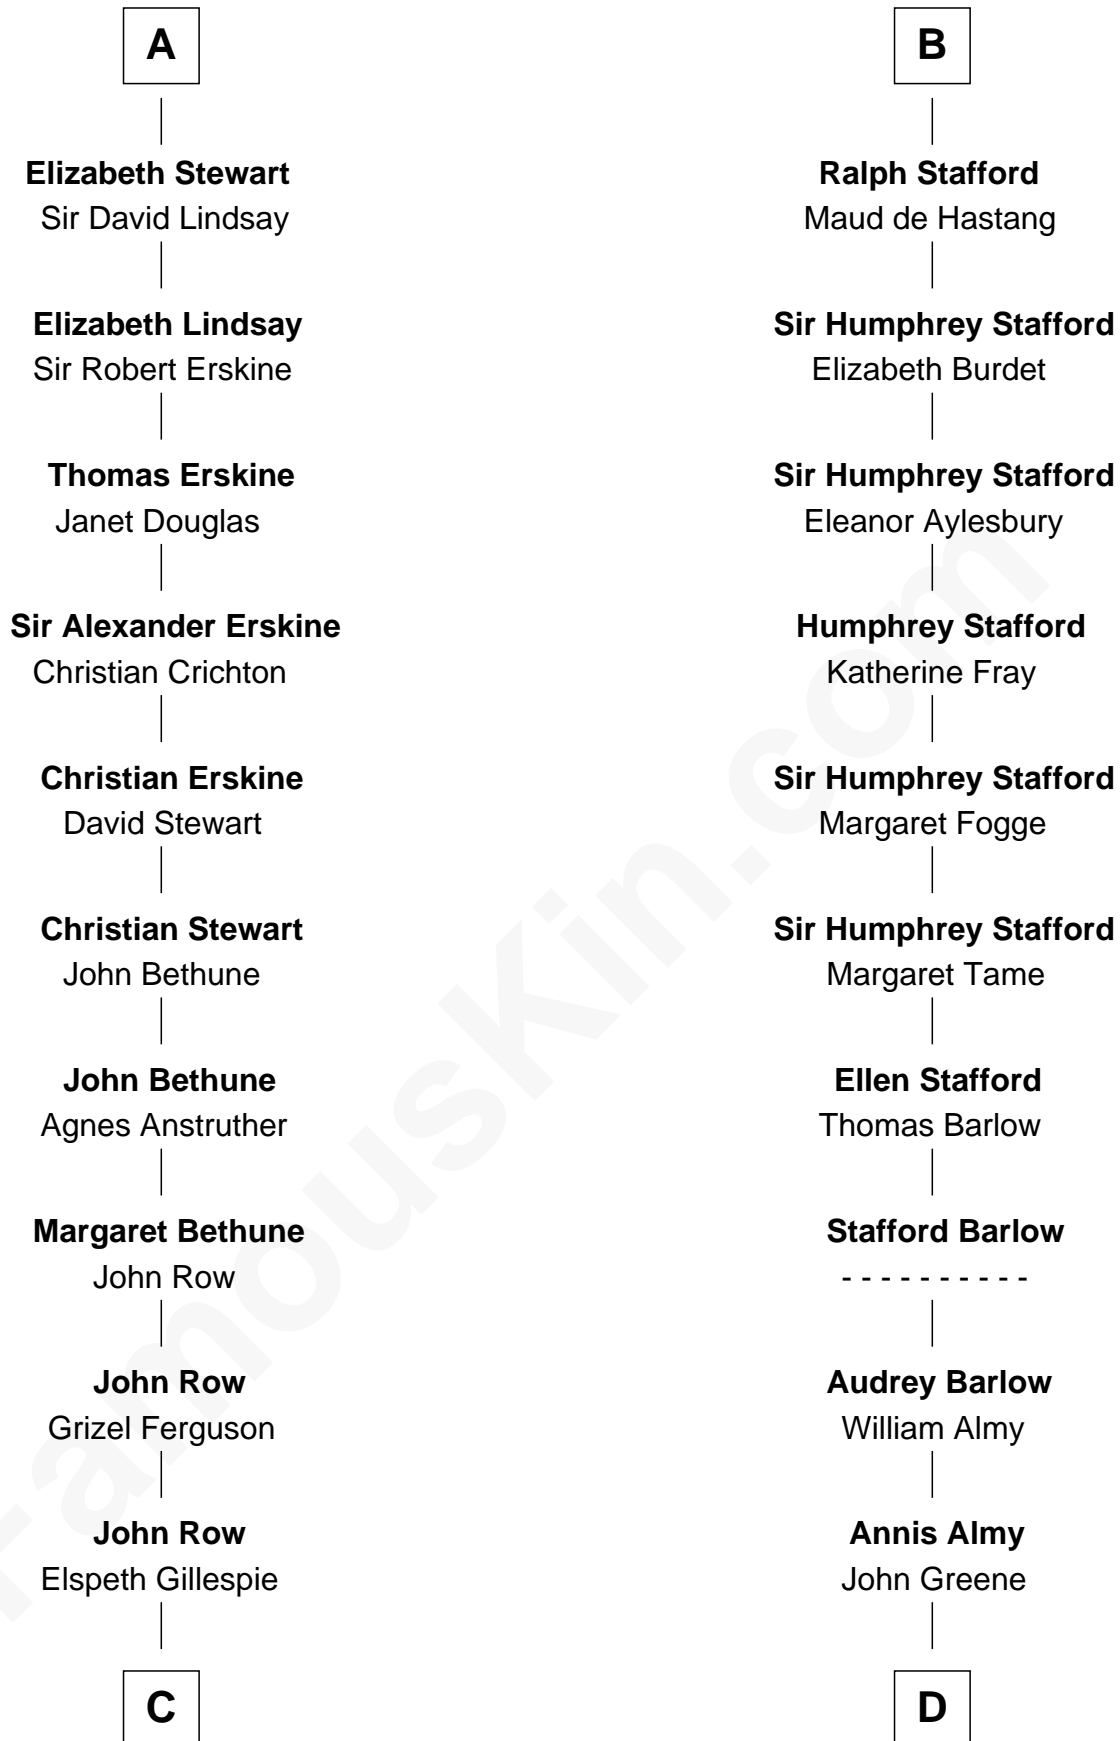 A
Elizabeth Stewart
Sir David Lindsay
Elizabeth Lindsay
Sir Robert Erskine
Thomas Erskine
Janet Douglas
Sir Alexander Erskine
Christian Crichton
Christian Erskine
David Stewart
Christian Stewart
John Bethune
John Bethune
Agnes Anstruther
Margaret Bethune
John Row
John Row
Grizel Ferguson
John Row
Elspeth Gillespie
C
B
Ralph Stafford
Maud de Hastang
Sir Humphrey Stafford
Elizabeth Burdet
Sir Humphrey Stafford
Eleanor Aylesbury
Humphrey Stafford
Katherine Fray
Sir Humphrey Stafford
Margaret Fogge
Sir Humphrey Stafford
Margaret Tame
Ellen Stafford
Thomas Barlow
Stafford Barlow
- - - - - - - - - -
Audrey Barlow
William Almy
Annis Almy
John Greene
D
FamousKin.com